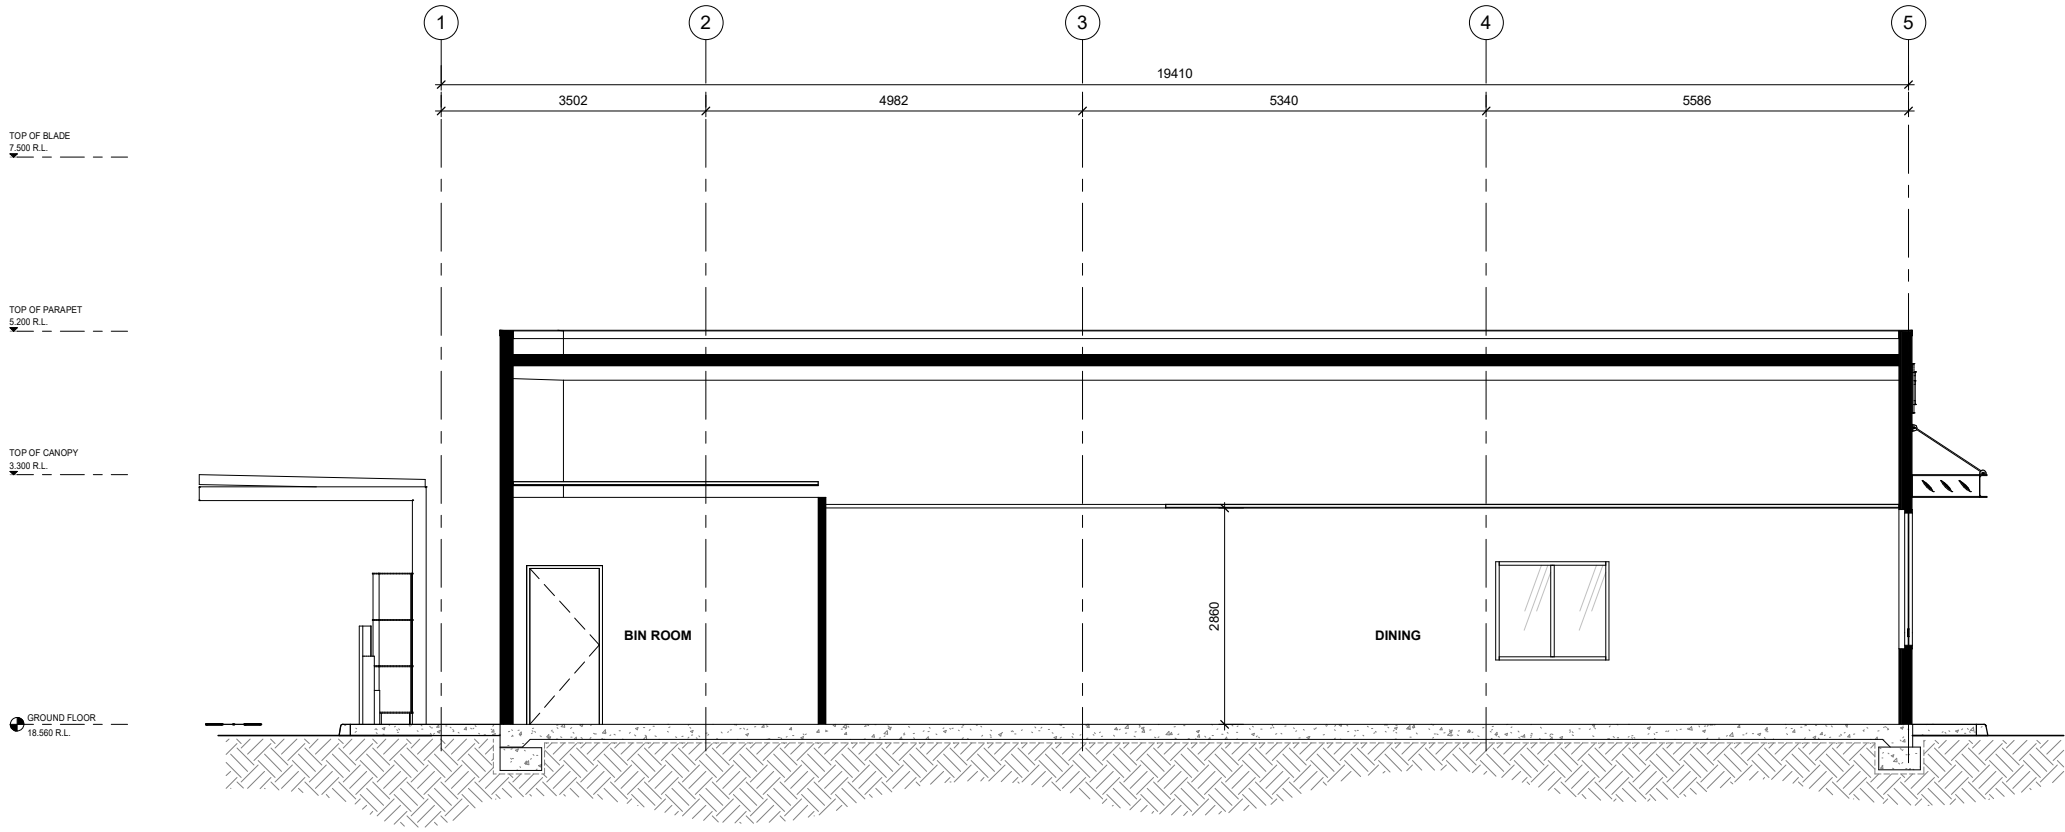 1 2 3 4 5
19410
3502 4982 5340 5586
TOP OF BLADE
7.500 R.L.
TOP OF PARAPET
5.200 R.L.
TOP OF CANOPY
3.300 R.L.
2860
BIN ROOM DINING
GROUND FLOOR
18.560 R.L.